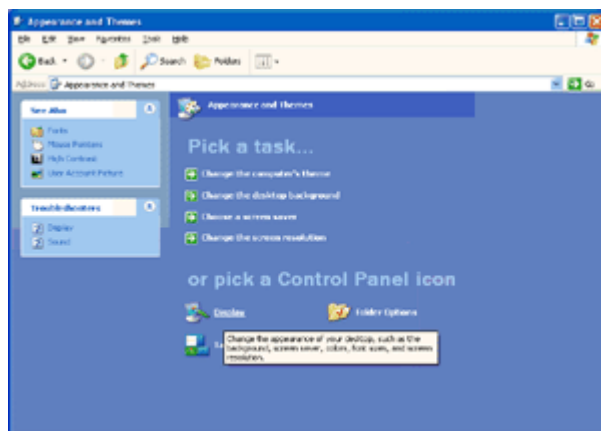 Appearance and Themes
File Edit View Favorites Tools Help
Back Search Folders
Address Appearance and Themes Go
See Also
Fonts
Mouse Pointers
High Contrast
User Account Picture
Troubleshooters
Display
Sound
Appearance and Themes
Pick a task...
Change the computer's theme
Change the desktop background
Choose a screen saver
Change the screen resolution
or pick a Control Panel icon
Display Folder Options
Change the appearance of your desktop, such as the
background, screen saver, colors, font sizes, and screen
resolution.